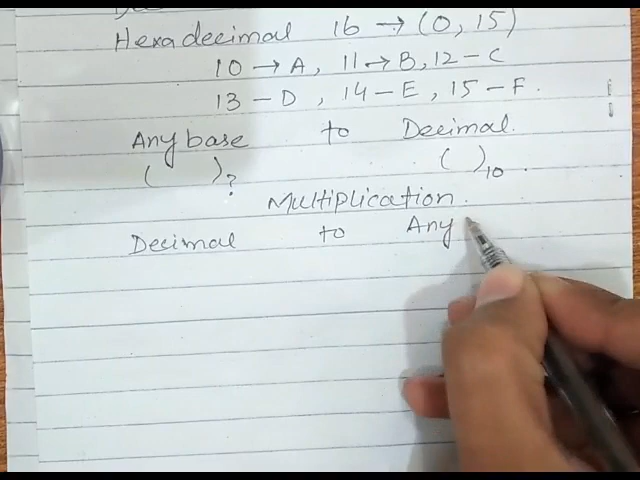 Hexadecimal 16 → (0, 15)
10 → A, 11 → B, 12 - C
13 - D, 14 - E, 15 - F.
Any base to Decimal.
( )? ( )10.
Multiplication.
Decimal to Any